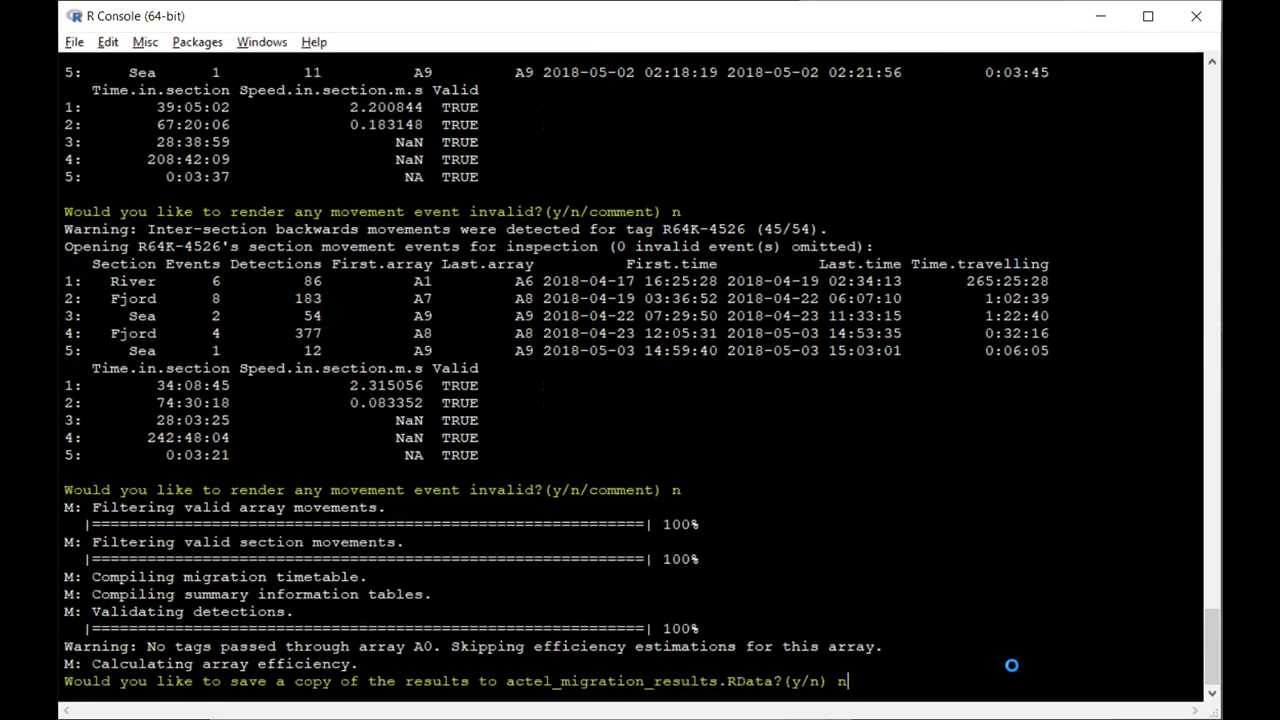 R Console (64-bit)
File Edit Misc Packages Windows Help
5: Sea 1 11 A9 A9 2018-05-02 02:18:19 2018-05-02 02:21:56 0:03:45
Time.in.section Speed.in.section.m.s Valid
1: 39:05:02 2.200844 TRUE
2: 67:20:06 0.183148 TRUE
3: 28:38:59 NaN TRUE
4: 208:42:09 NaN TRUE
5: 0:03:37 NA TRUE
Would you like to render any movement event invalid?(y/n/comment) n
Warning: Inter-section backwards movements were detected for tag R64K-4526 (45/54).
Opening R64K-4526's section movement events for inspection (0 invalid event(s) omitted):
Section Events Detections First.array Last.array First.time Last.time Time.travelling
1: River 6 86 A1 A6 2018-04-17 16:25:28 2018-04-19 02:34:13 265:25:28
2: Fjord 8 183 A7 A8 2018-04-19 03:36:52 2018-04-22 06:07:10 1:02:39
3: Sea 2 54 A9 A9 2018-04-22 07:29:50 2018-04-23 11:33:15 1:22:40
4: Fjord 4 377 A8 A8 2018-04-23 12:05:31 2018-05-03 14:53:35 0:32:16
5: Sea 1 12 A9 A9 2018-05-03 14:59:40 2018-05-03 15:03:01 0:06:05
Time.in.section Speed.in.section.m.s Valid
1: 34:08:45 2.315056 TRUE
2: 74:30:18 0.083352 TRUE
3: 28:03:25 NaN TRUE
4: 242:48:04 NaN TRUE
5: 0:03:21 NA TRUE
Would you like to render any movement event invalid?(y/n/comment) n
M: Filtering valid array movements.
|============================================================| 100%
M: Filtering valid section movements.
|============================================================| 100%
M: Compiling migration timetable.
M: Compiling summary information tables.
M: Validating detections.
|============================================================| 100%
Warning: No tags passed through array A0. Skipping efficiency estimations for this array.
M: Calculating array efficiency.
Would you like to save a copy of the results to actel_migration_results.RData?(y/n) n